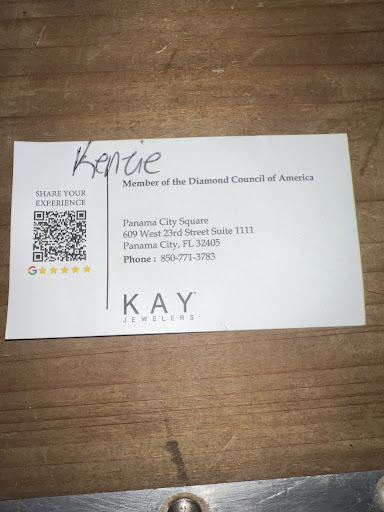 Kenzie
SHARE YOUR
EXPERIENCE
G
Member of the Diamond Council of America
Panama City Square
609 West 23rd Street Suite 1111
Panama City, FL 32405
Phone : 850-771-3783
KAY
JEWELERS